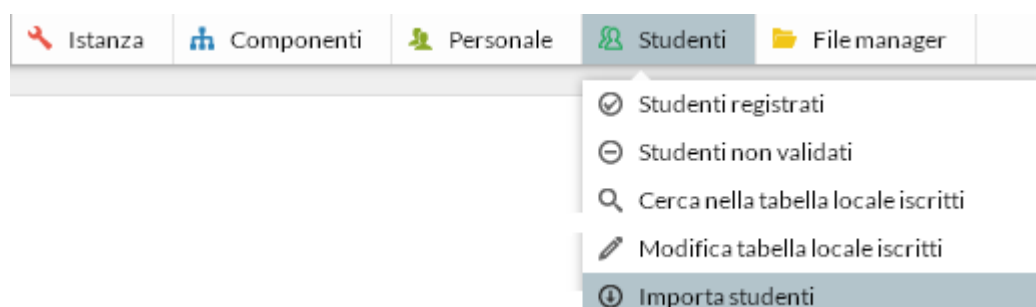 Istanza Componenti Personale Studenti File manager
Studenti registrati
Studenti non validati
Cerca nella tabella locale iscritti
Modifica tabella locale iscritti
Importa studenti